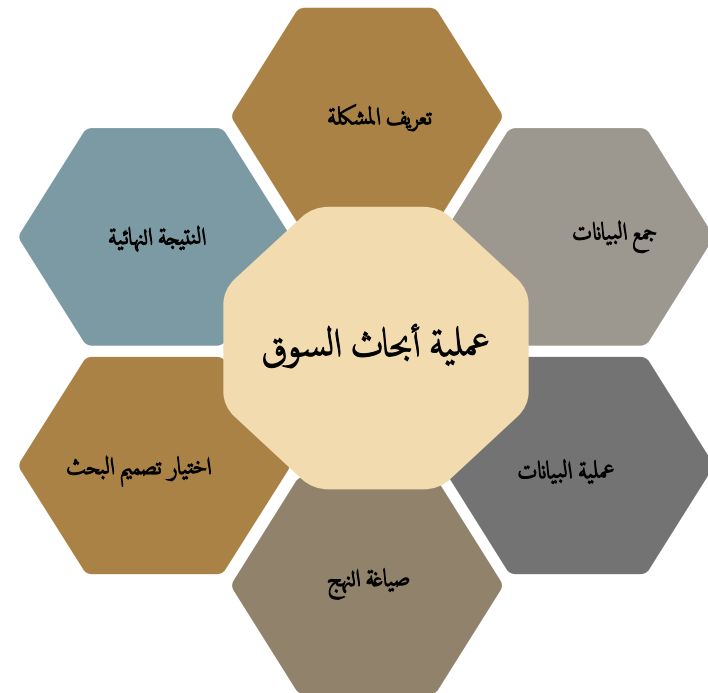 تعريف المشكلة
جمع البيانات
النتيجة النهائية
عملية أبحاث السوق
عملية البيانات
اختيار تصميم البحث
صياغة النهج